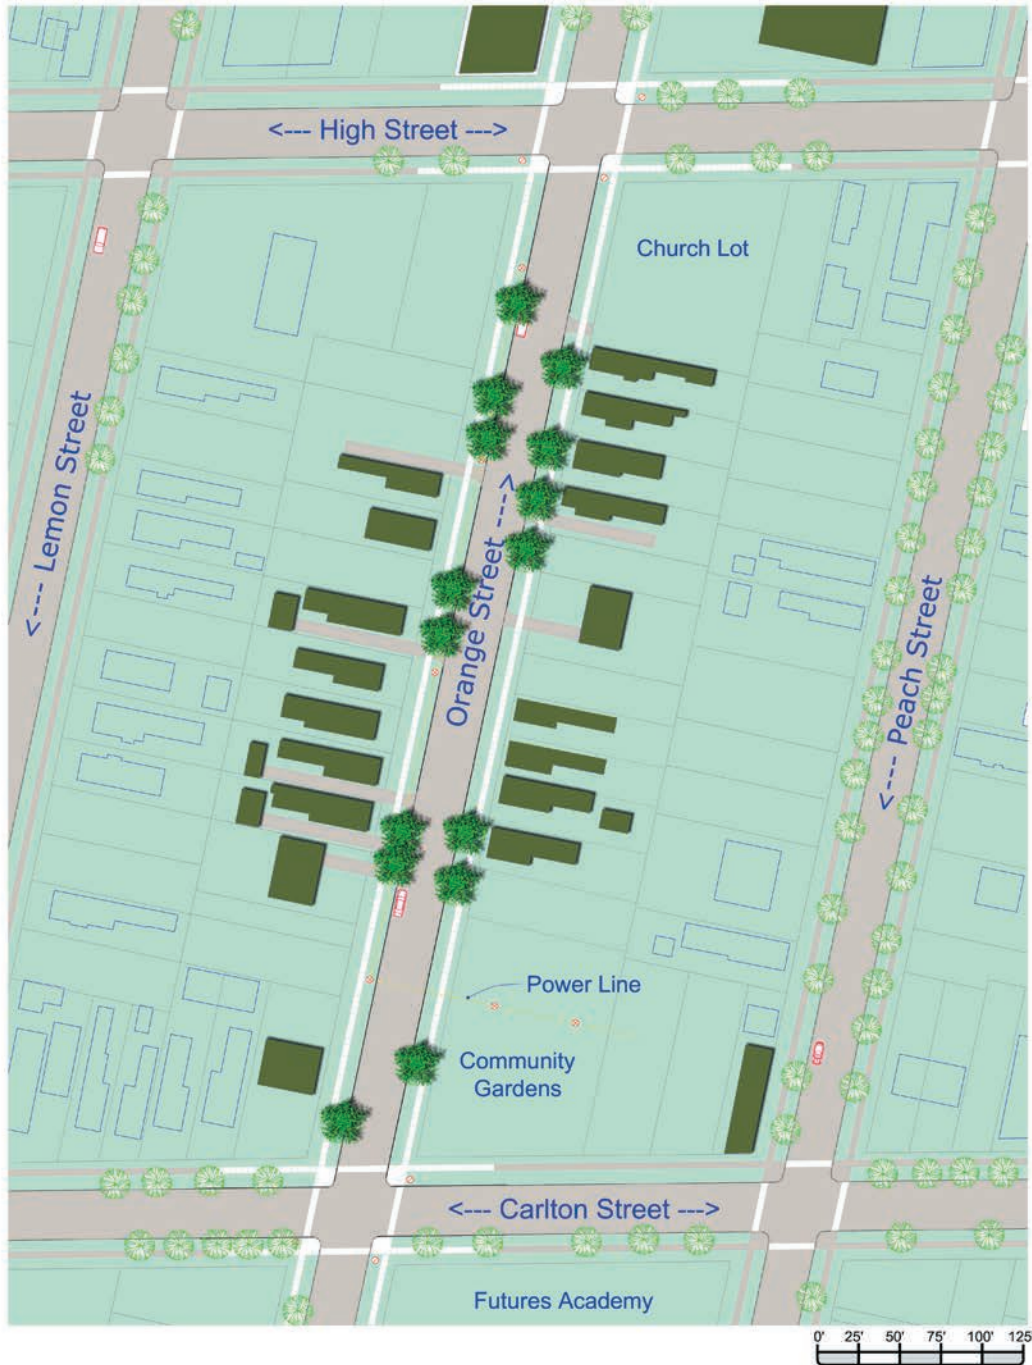 <--- High Street --->
Church Lot
<--- Lemon Street
Orange Street --->
<--- Peach Street
Power Line
Community
Gardens
<--- Carlton Street --->
Futures Academy
0' 25' 50' 75' 100' 125